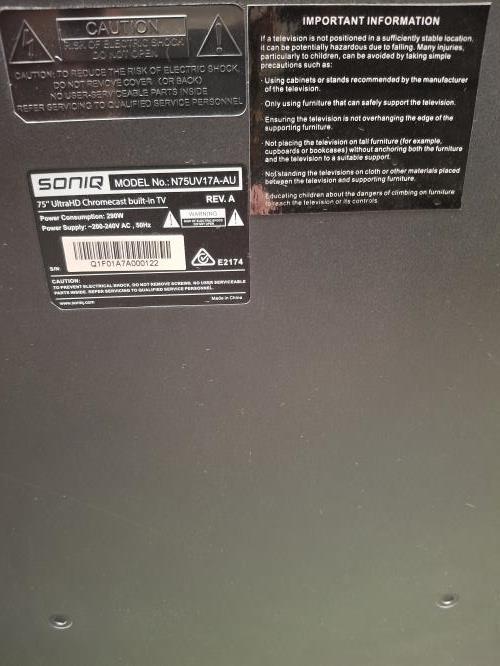 CAUTION
RISK OF ELECTRIC SHOCK
DO NOT OPEN
CAUTION: TO REDUCE THE RISK OF ELECTRIC SHOCK,
DO NOT REMOVE COVER (OR BACK)
NO USER-SERVICEABLE PARTS INSIDE
REFER SERVICING TO QUALIFIED SERVICE PERSONNEL
IMPORTANT INFORMATION
If a television is not positioned in a sufficiently stable location,
it can be potentially hazardous due to falling. Many injuries,
particularly to children, can be avoided by taking simple
precautions such as:
· Using cabinets or stands recommended by the manufacturer
of the television.
· Only using furniture that can safely support the television.
· Ensuring the television is not overhanging the edge of the
supporting furniture.
· Not placing the television on tall furniture (for example,
cupboards or bookcases) without anchoring both the furniture
and the television to a suitable support.
· Not standing the televisions on cloth or other materials placed
between the television and supporting furniture.
· Educating children about the dangers of climbing on furniture
to reach the television or its controls.
SONIQ MODEL No.: N75UV17A-AU
75" UltraHD Chromecast built-in TV REV. A
Power Consumption: 290W
Power Supply: ~200-240V AC , 50Hz
WARNING
RISK OF ELECTRIC SHOCK
DO NOT OPEN
S/N: Q1F01A7A000122
E2174
CAUTION:
TO PREVENT ELECTRICAL SHOCK, DO NOT REMOVE SCREWS. NO USER SERVICEABLE
PARTS INSIDE. REFER SERVICING TO QUALIFIED SERVICE PERSONNEL.
www.soniq.com Made in China